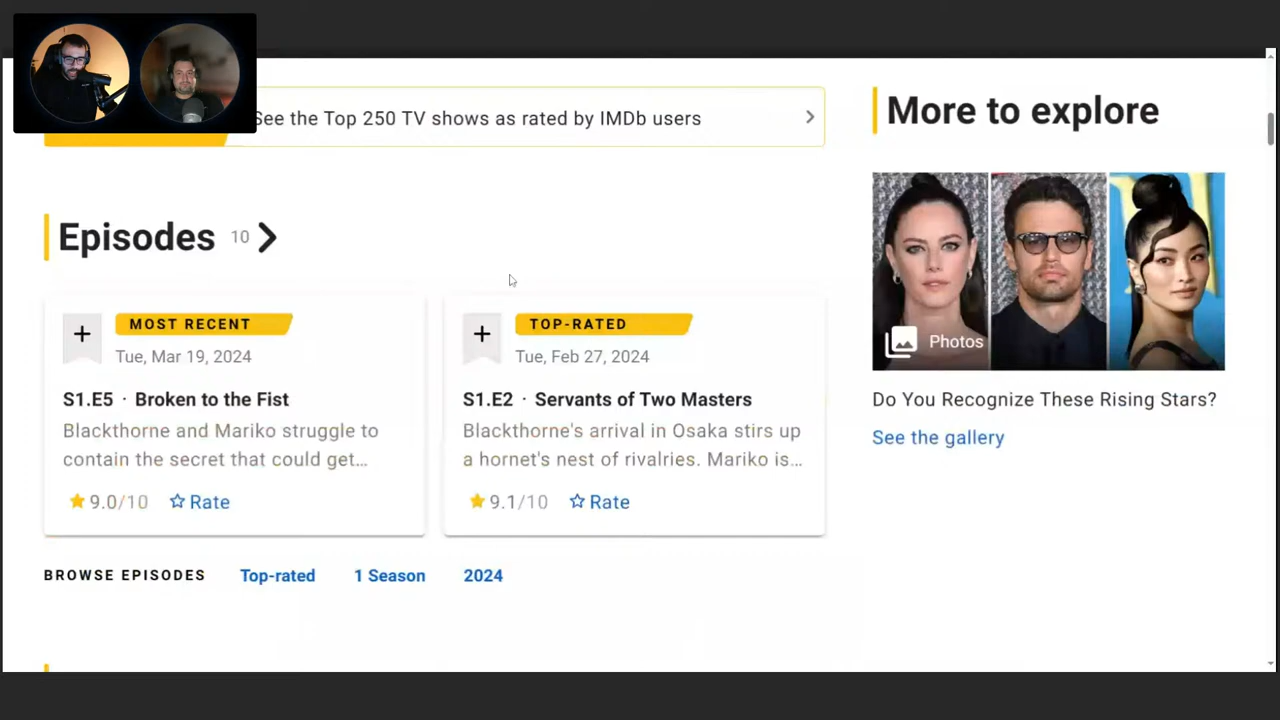 See the Top 250 TV shows as rated by IMDb users
More to explore
Episodes 10
MOST RECENT
Tue, Mar 19, 2024
S1.E5 · Broken to the Fist
Blackthorne and Mariko struggle to
contain the secret that could get...
9.0/10 Rate
TOP-RATED
Tue, Feb 27, 2024
S1.E2 · Servants of Two Masters
Blackthorne's arrival in Osaka stirs up
a hornet's nest of rivalries. Mariko is...
9.1/10 Rate
Photos
Do You Recognize These Rising Stars?
See the gallery
BROWSE EPISODES Top-rated 1 Season 2024